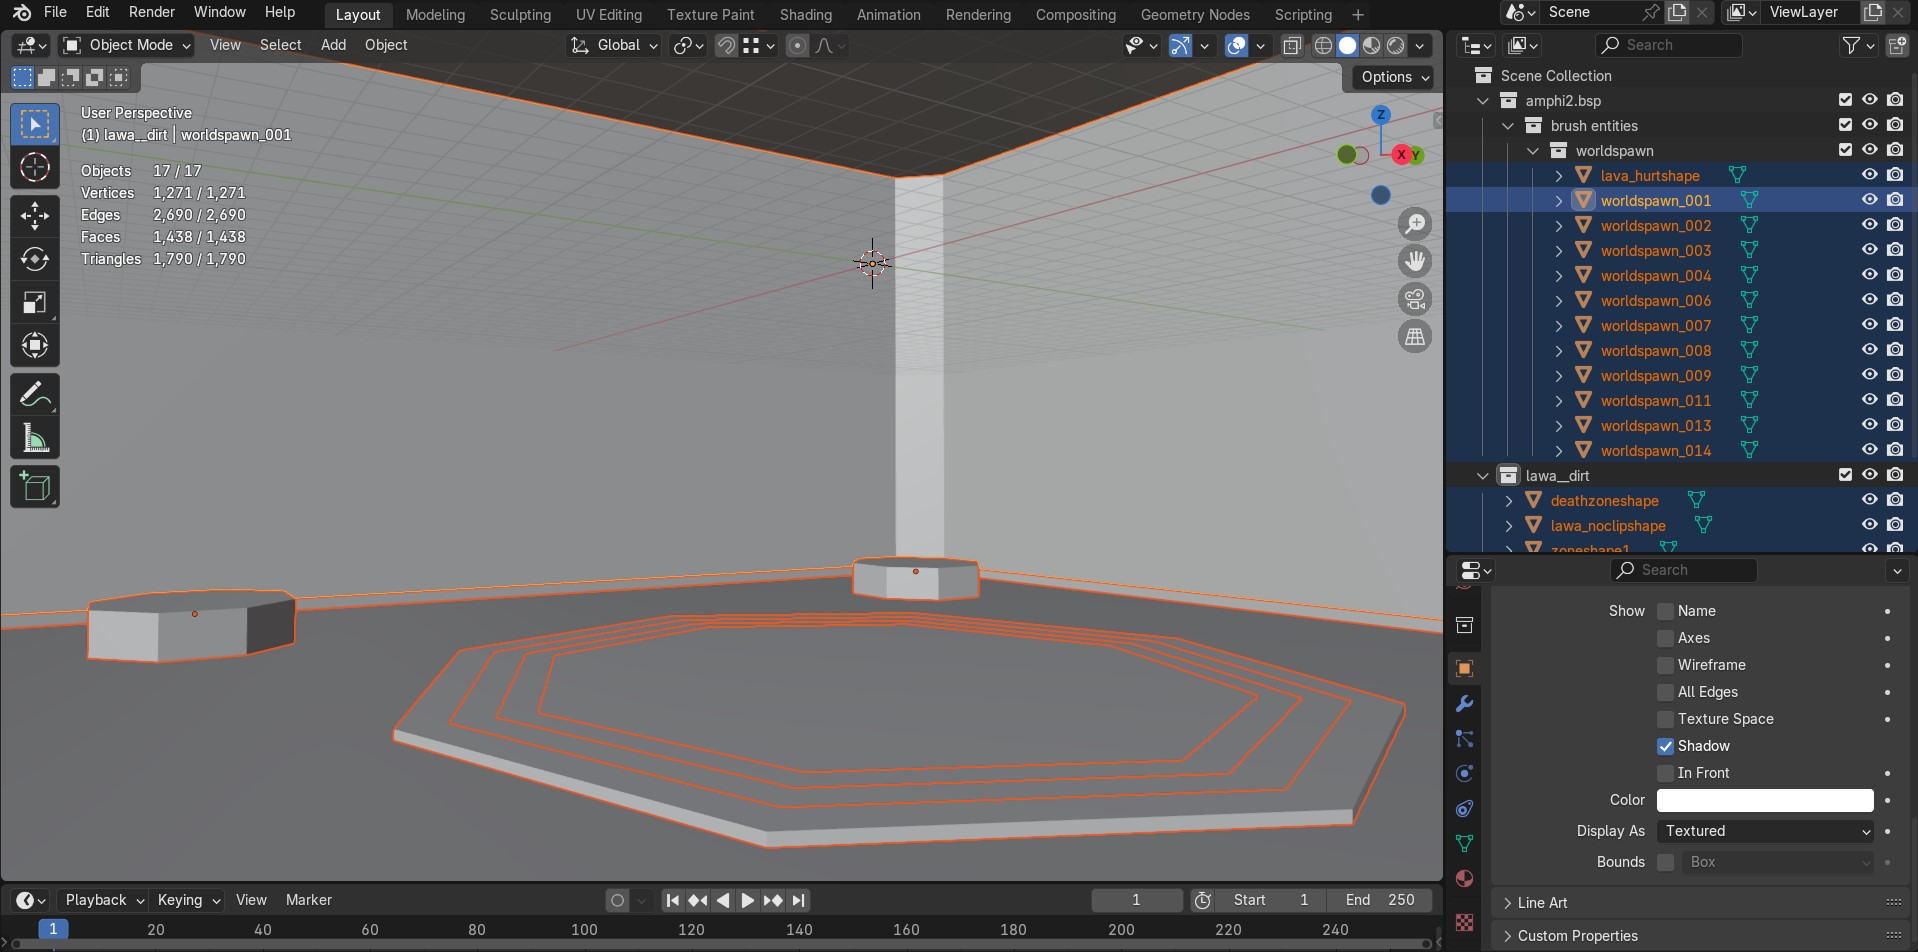 File Edit Render Window Help Layout Modeling Sculpting UV Editing Texture Paint Shading Animation Rendering Compositing Geometry Nodes Scripting + Scene ViewLayer
Object Mode View Select Add Object Global Search
Options
User Perspective
(1) lawa__dirt | worldspawn_001
Objects 17 / 17
Vertices 1,271 / 1,271
Edges 2,690 / 2,690
Faces 1,438 / 1,438
Triangles 1,790 / 1,790
Z
X Y
Scene Collection
amphi2.bsp
brush entities
worldspawn
lava_hurtshape
worldspawn_001
worldspawn_002
worldspawn_003
worldspawn_004
worldspawn_006
worldspawn_007
worldspawn_008
worldspawn_009
worldspawn_011
worldspawn_013
worldspawn_014
lawa__dirt
deathzoneshape
lawa_noclipshape
zoneshape1
Search
Show Name
Axes
Wireframe
All Edges
Texture Space
Shadow
In Front
Color
Display As Textured
Bounds Box
Line Art
Custom Properties
Playback Keying View Marker 1 Start 1 End 250
1 20 40 60 80 100 120 140 160 180 200 220 240